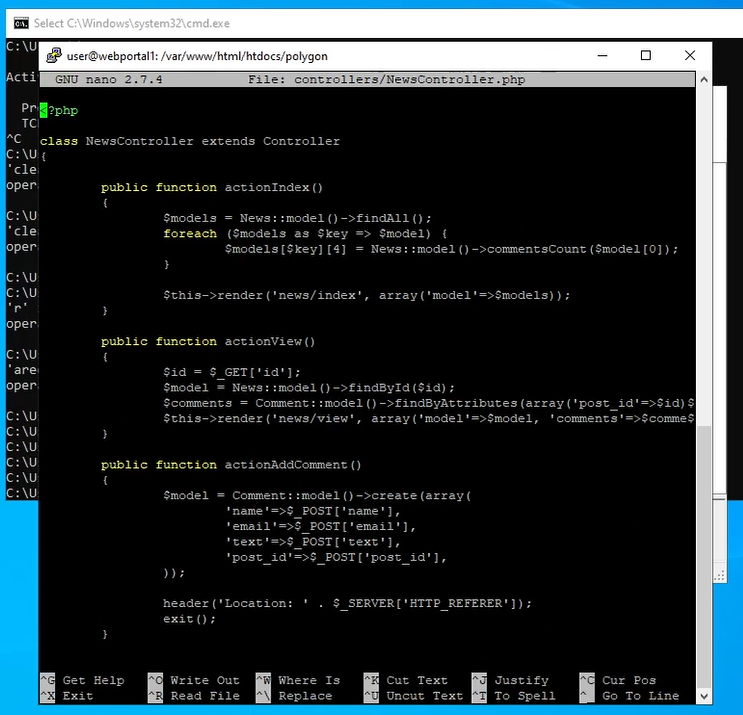 Select C:\Windows\system32\cmd.exe
C:\U
Acti
Pr
TC
^C
C:\U
'cle
oper
C:\U
'cle
oper
C:\U
C:\U
'r'
oper
C:\U
'areo
oper
C:\U
C:\U
C:\U
C:\U
C:\U
C:\U
user@webportal1: /var/www/html/htdocs/polygon
GNU nano 2.7.4 File: controllers/NewsController.php
<?php
class NewsController extends Controller
{
public function actionIndex()
{
$models = News::model()->findAll();
foreach ($models as $key => $model) {
$models[$key][4] = News::model()->commentsCount($model[0]);
}
$this->render('news/index', array('model'=>$models));
}
public function actionView()
{
$id = $_GET['id'];
$model = News::model()->findById($id);
$comments = Comment::model()->findByAttributes(array('post_id'=>$id)$
$this->render('news/view', array('model'=>$model, 'comments'=>$comme$
}
public function actionAddComment()
{
$model = Comment::model()->create(array(
'name'=>$_POST['name'],
'email'=>$_POST['email'],
'text'=>$_POST['text'],
'post_id'=>$_POST['post_id'],
));
header('Location: ' . $_SERVER['HTTP_REFERER']);
exit();
}
^G Get Help ^O Write Out ^W Where Is ^K Cut Text ^J Justify ^C Cur Pos
^X Exit ^R Read File ^\ Replace ^U Uncut Text ^T To Spell ^_ Go To Line